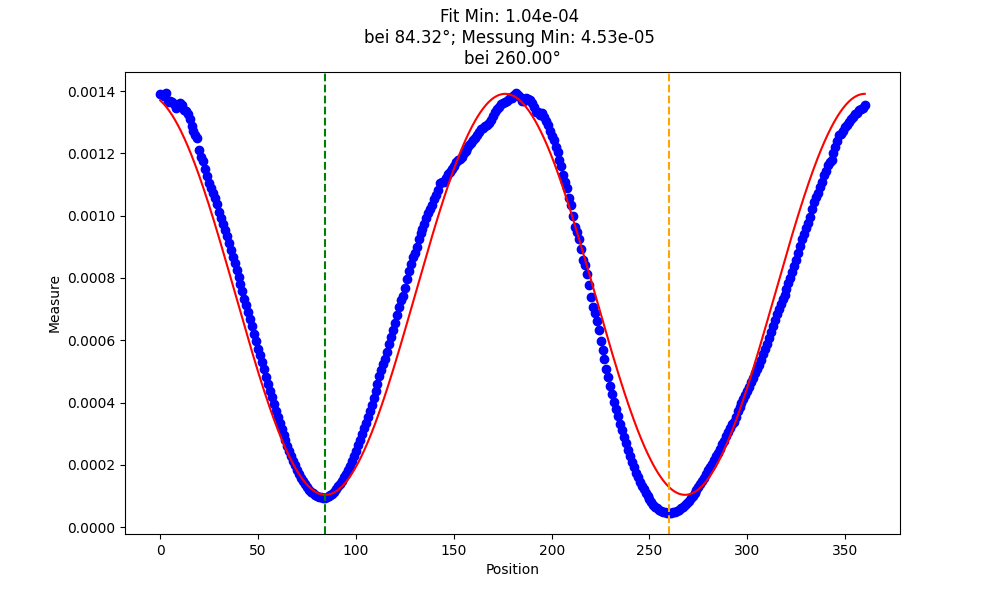 Fit Min: 1.04e-04
bei 84.32°; Messung Min: 4.53e-05
bei 260.00°
0.0014
0.0012
0.0010
0.0008
0.0006
0.0004
0.0002
0.0000
Measure
0 50 100 150 200 250 300 350
Position